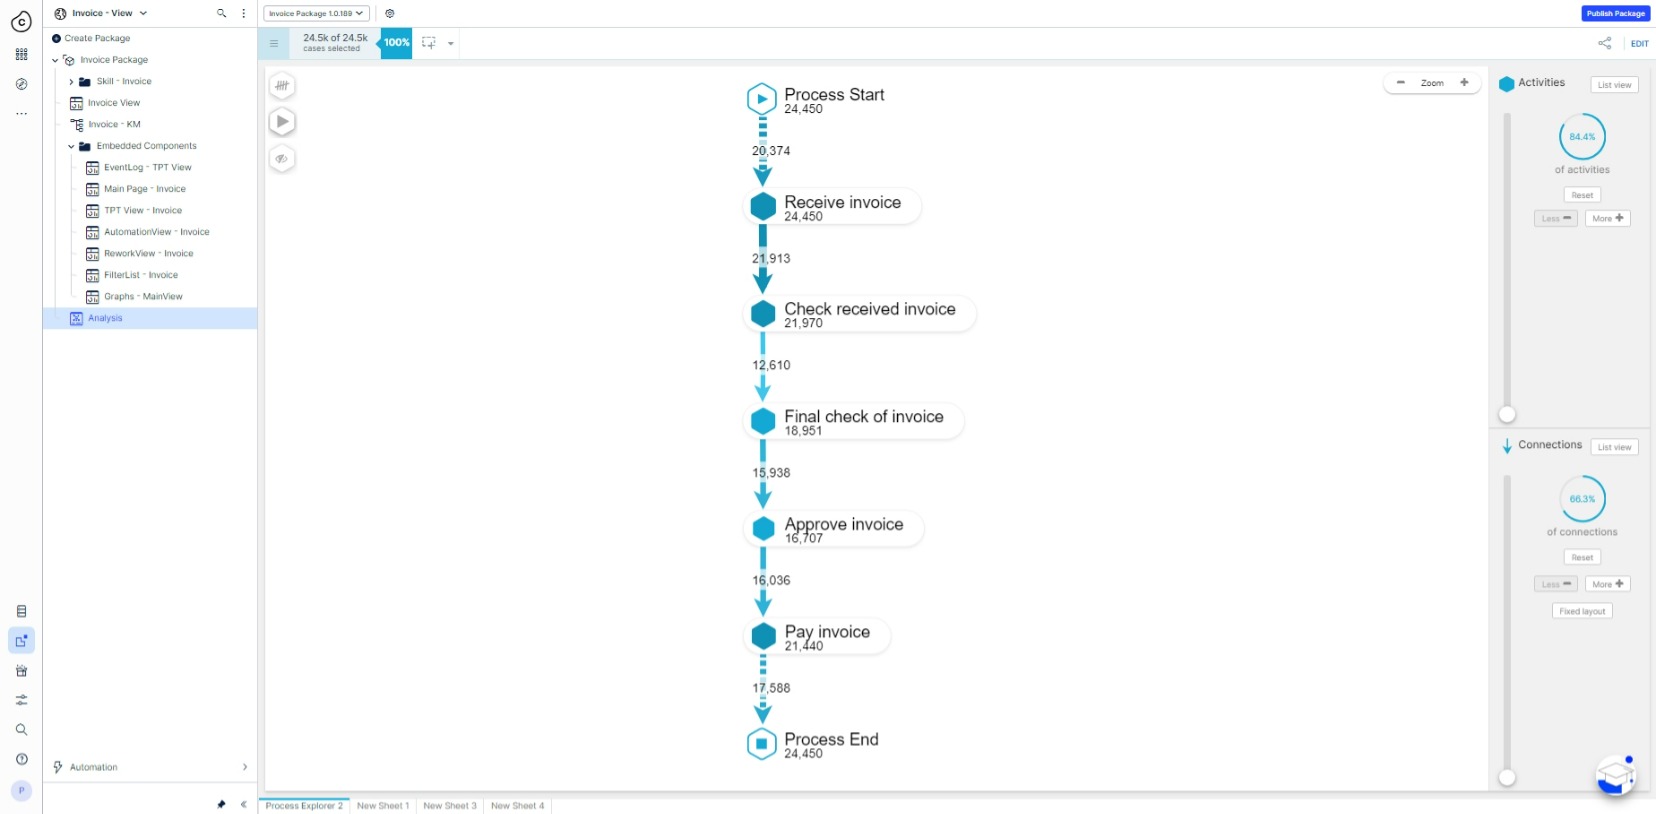 Invoice - View
Invoice Package 1.0.189
Publish Package
Create Package
24.5k of 24.5k
cases selected
100%
EDIT
Invoice Package
Skill - Invoice
Invoice View
Invoice - KM
Embedded Components
EventLog - TPT View
Main Page - Invoice
TPT View - Invoice
AutomationView - Invoice
ReworkView - Invoice
FilterList - Invoice
Graphs - MainView
Analysis
Automation
P
Process Start
24,450
20,374
Receive invoice
24,450
21,913
Check received invoice
21,970
12,610
Final check of invoice
18,951
15,938
Approve invoice
16,707
16,036
Pay invoice
21,440
17,588
Process End
24,450
Zoom
Activities
List view
84.4%
of activities
Reset
Less
More
Connections
List view
66.3%
of connections
Reset
Less
More
Fixed layout
Process Explorer 2
New Sheet 1
New Sheet 3
New Sheet 4